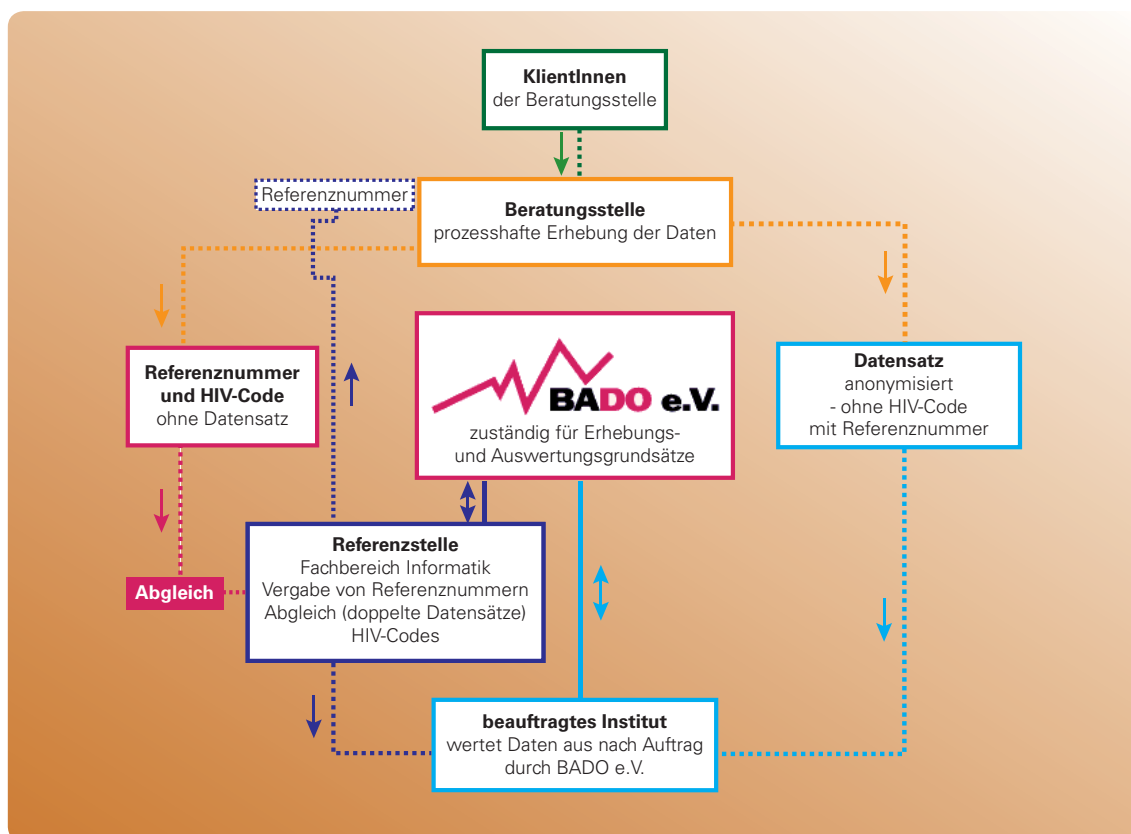 KlientInnen
der Beratungsstelle
Referenznummer
Beratungsstelle
prozesshafte Erhebung der Daten
Referenznummer
und HIV-Code
ohne Datensatz
BADO e.V.
zuständig für Erhebungs-
und Auswertungsgrundsätze
Datensatz
anonymisiert
- ohne HIV-Code
mit Referenznummer
Abgleich
Referenzstelle
Fachbereich Informatik
Vergabe von Referenznummern
Abgleich (doppelte Datensätze)
HIV-Codes
beauftragtes Institut
wertet Daten aus nach Auftrag
durch BADO e.V.